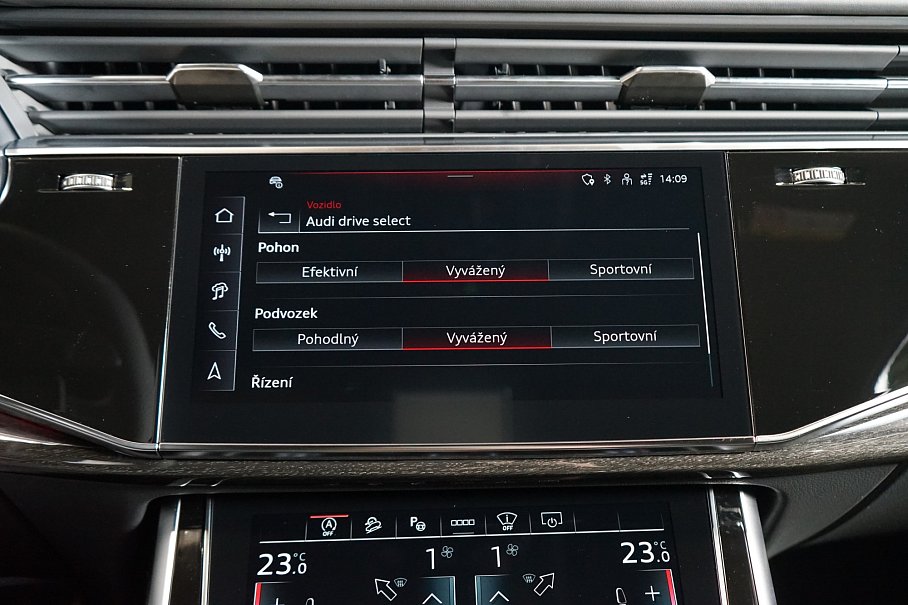 14:09
Vozidlo
Audi drive select
Pohon
Efektivní Vyvážený Sportovní
Podvozek
Pohodlný Vyvážený Sportovní
Řízení
A OFF P OFF
23.0 °C 1 1 23.0 °C